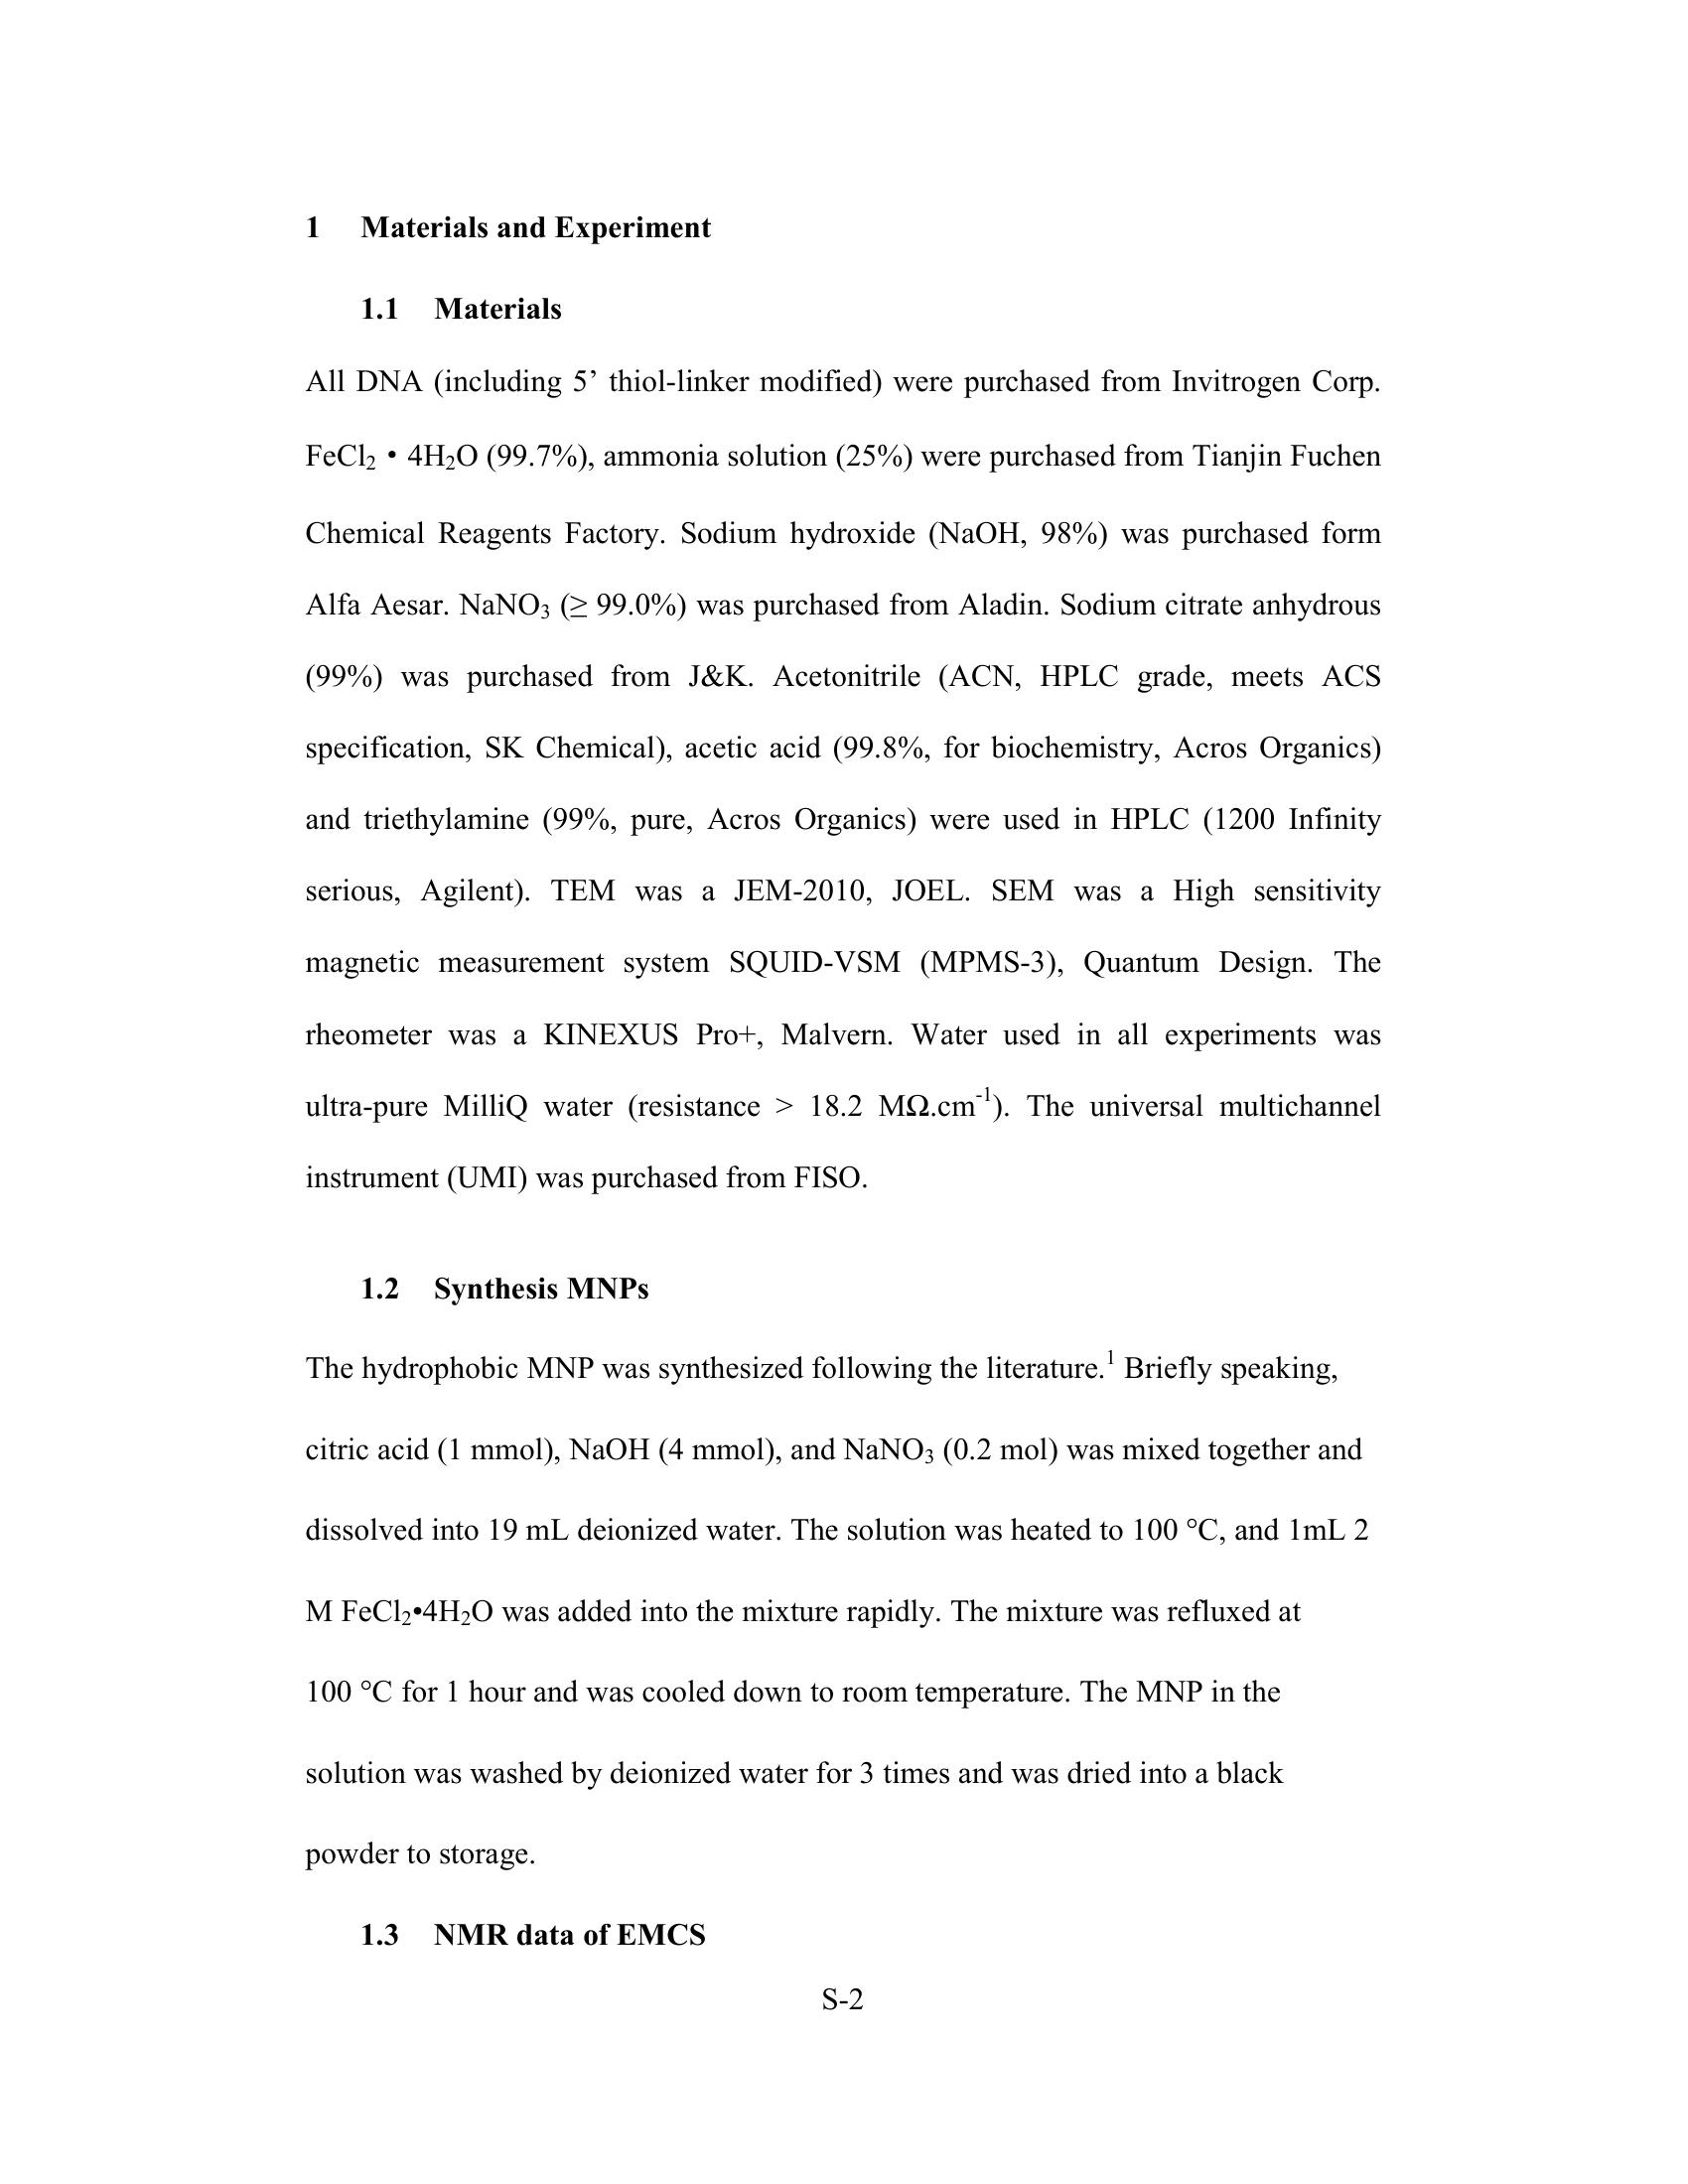 1 Materials and Experiment
1.1 Materials
All DNA (including 5’ thiol-linker modified) were purchased from Invitrogen Corp.
FeCl₂・4H₂O (99.7%), ammonia solution (25%) were purchased from Tianjin Fuchen
Chemical Reagents Factory. Sodium hydroxide (NaOH, 98%) was purchased form
Alfa Aesar. NaNO₃ (≥ 99.0%) was purchased from Aladin. Sodium citrate anhydrous
(99%) was purchased from J&K. Acetonitrile (ACN, HPLC grade, meets ACS
specification, SK Chemical), acetic acid (99.8%, for biochemistry, Acros Organics)
and triethylamine (99%, pure, Acros Organics) were used in HPLC (1200 Infinity
serious, Agilent). TEM was a JEM-2010, JOEL. SEM was a High sensitivity
magnetic measurement system SQUID-VSM (MPMS-3), Quantum Design. The
rheometer was a KINEXUS Pro+, Malvern. Water used in all experiments was
ultra-pure MilliQ water (resistance > 18.2 MΩ.cm⁻¹). The universal multichannel
instrument (UMI) was purchased from FISO.
1.2 Synthesis MNPs
The hydrophobic MNP was synthesized following the literature.¹ Briefly speaking,
citric acid (1 mmol), NaOH (4 mmol), and NaNO₃ (0.2 mol) was mixed together and
dissolved into 19 mL deionized water. The solution was heated to 100 °C, and 1mL 2
M FeCl₂•4H₂O was added into the mixture rapidly. The mixture was refluxed at
100 °C for 1 hour and was cooled down to room temperature. The MNP in the
solution was washed by deionized water for 3 times and was dried into a black
powder to storage.
1.3 NMR data of EMCS
S-2